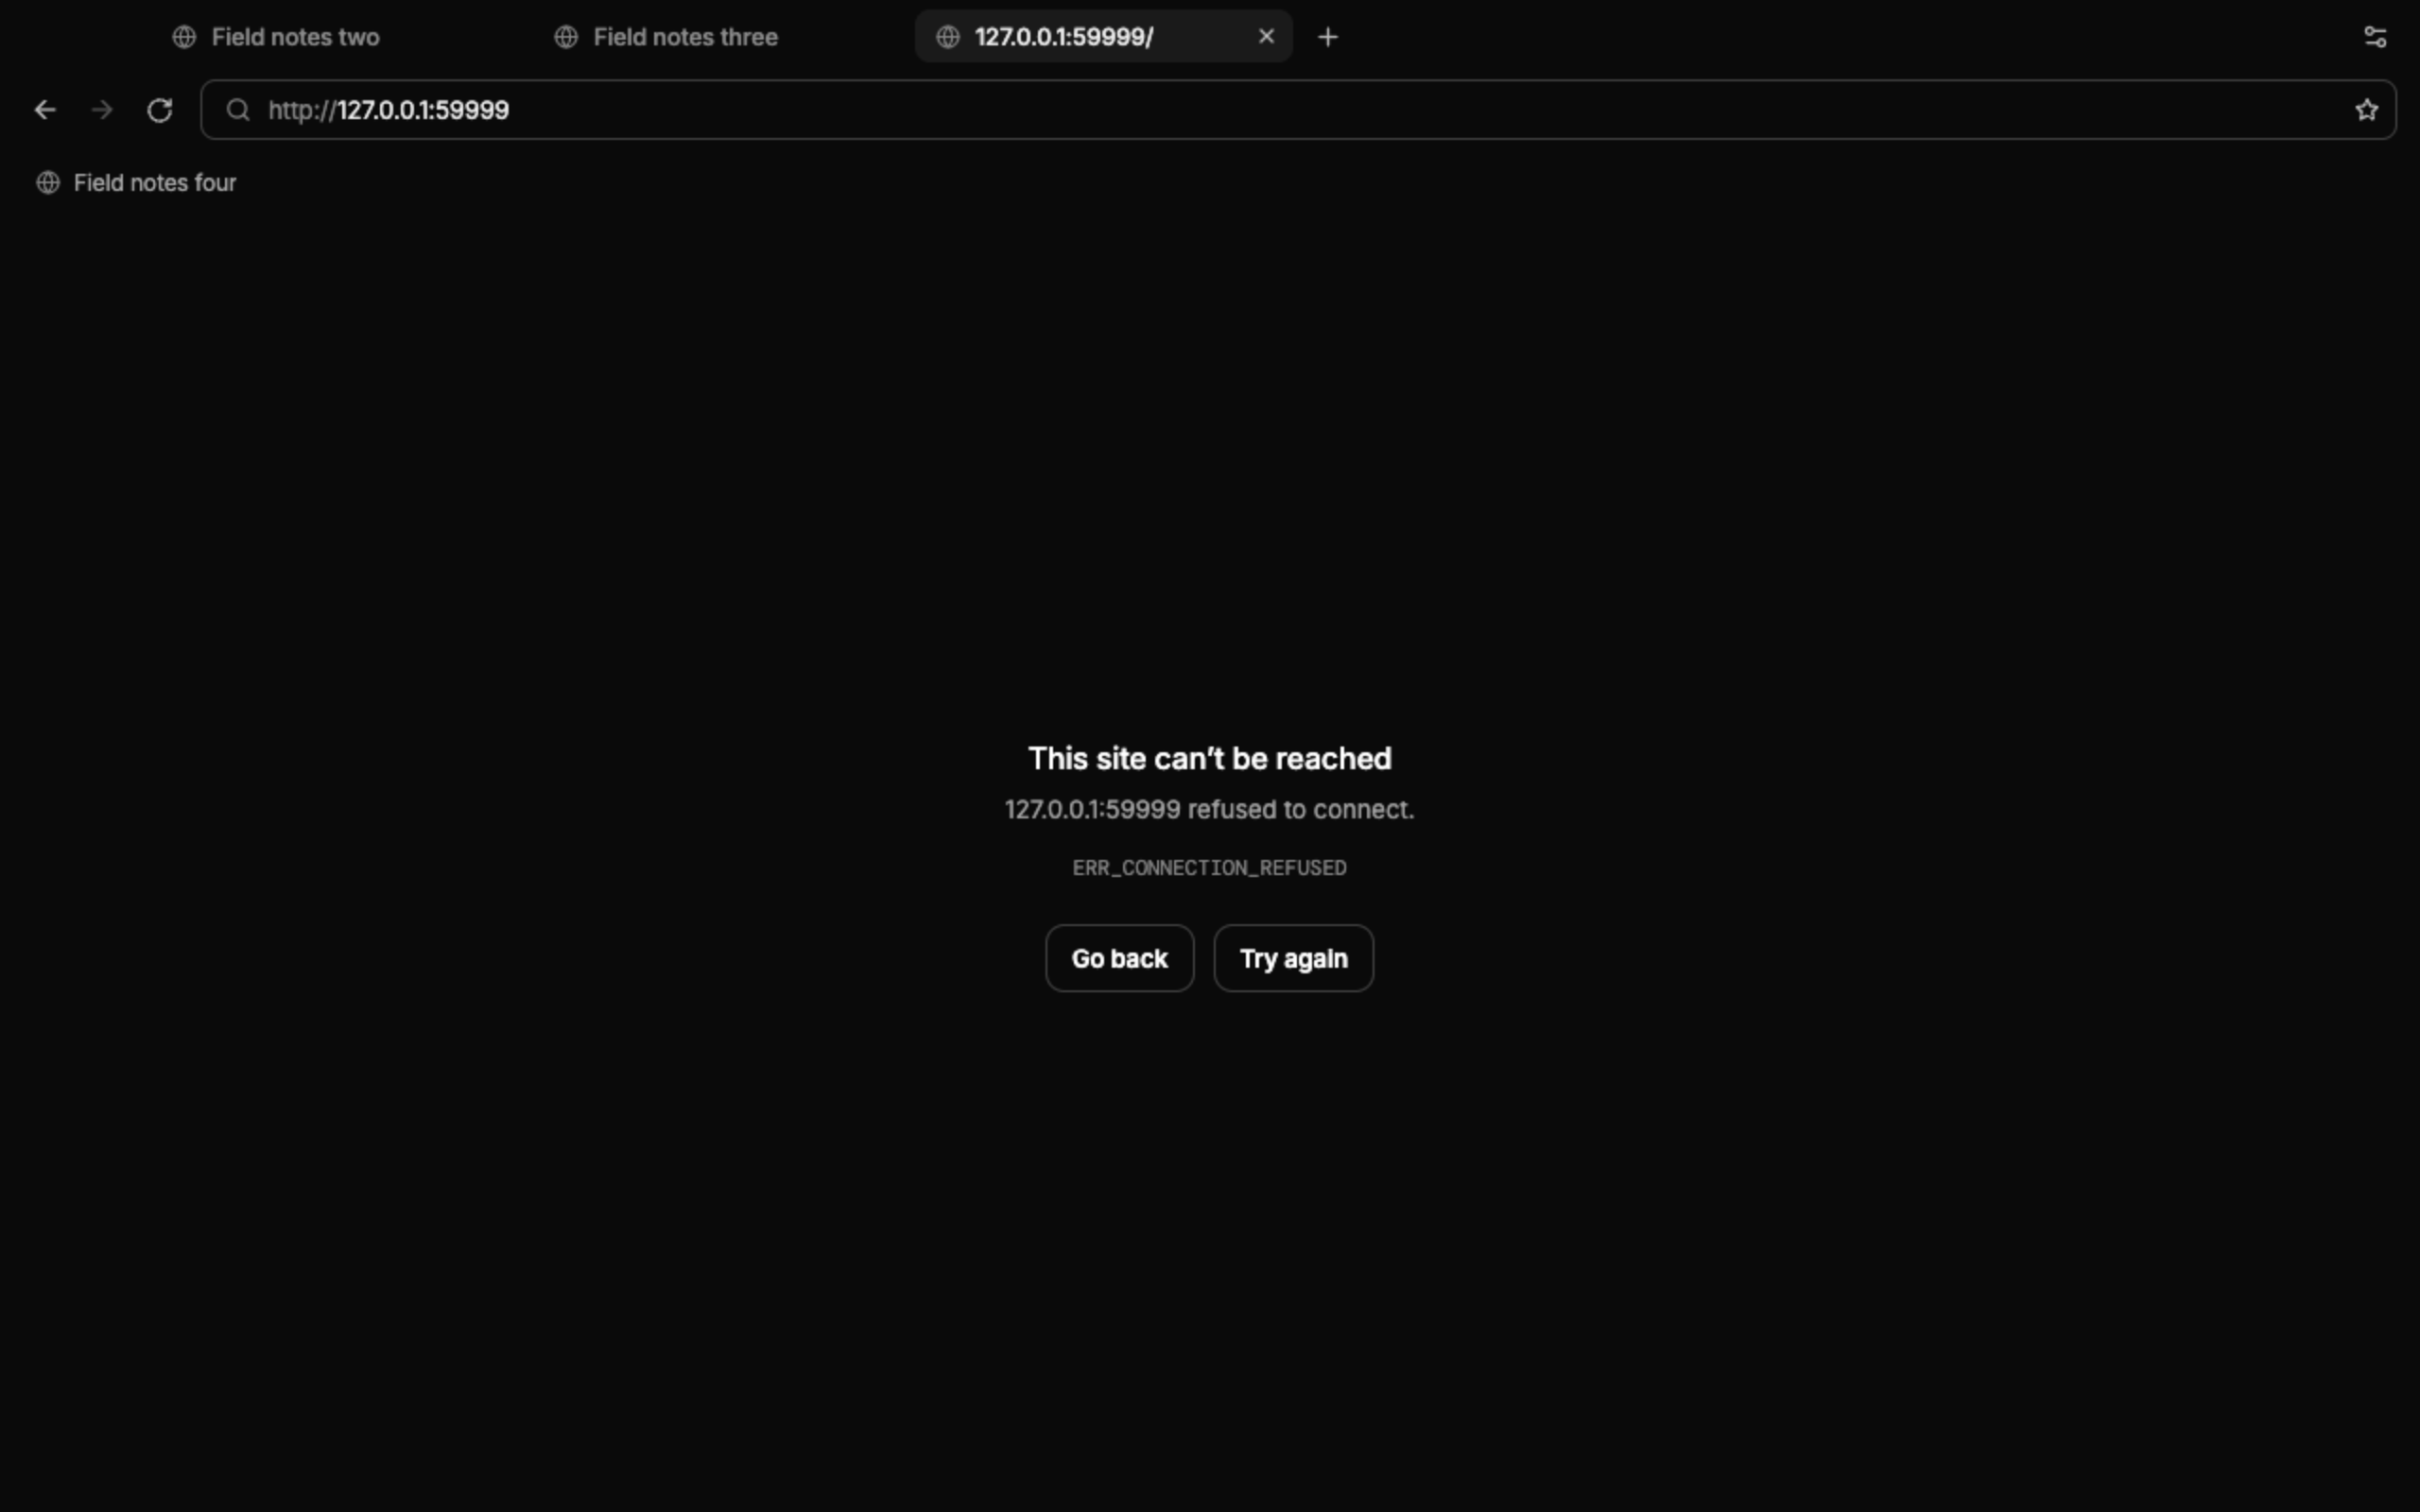 Field notes two
Field notes three
127.0.0.1:59999/
http://127.0.0.1:59999
Field notes four
This site can’t be reached
127.0.0.1:59999 refused to connect.
ERR_CONNECTION_REFUSED
Go back
Try again